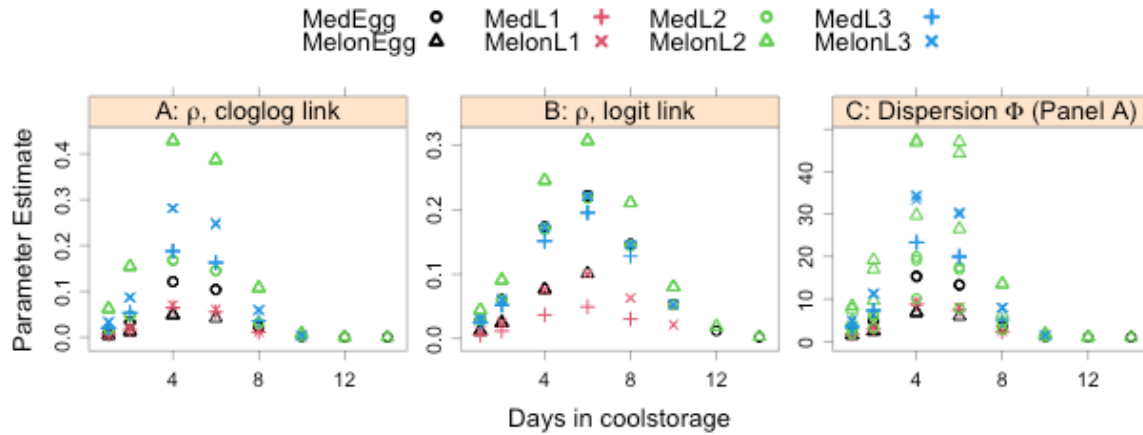 MedEgg MedL1 MedL2 MedL3
MelonEgg MelonL1 MelonL2 MelonL3
A: ρ, cloglog link
B: ρ, logit link
C: Dispersion Φ (Panel A)
Parameter Estimate
0.4
0.3
0.2
0.1
0.0
0.3
0.2
0.1
0.0
40
30
20
10
0
4 8 12
4 8 12
4 8 12
Days in coolstorage